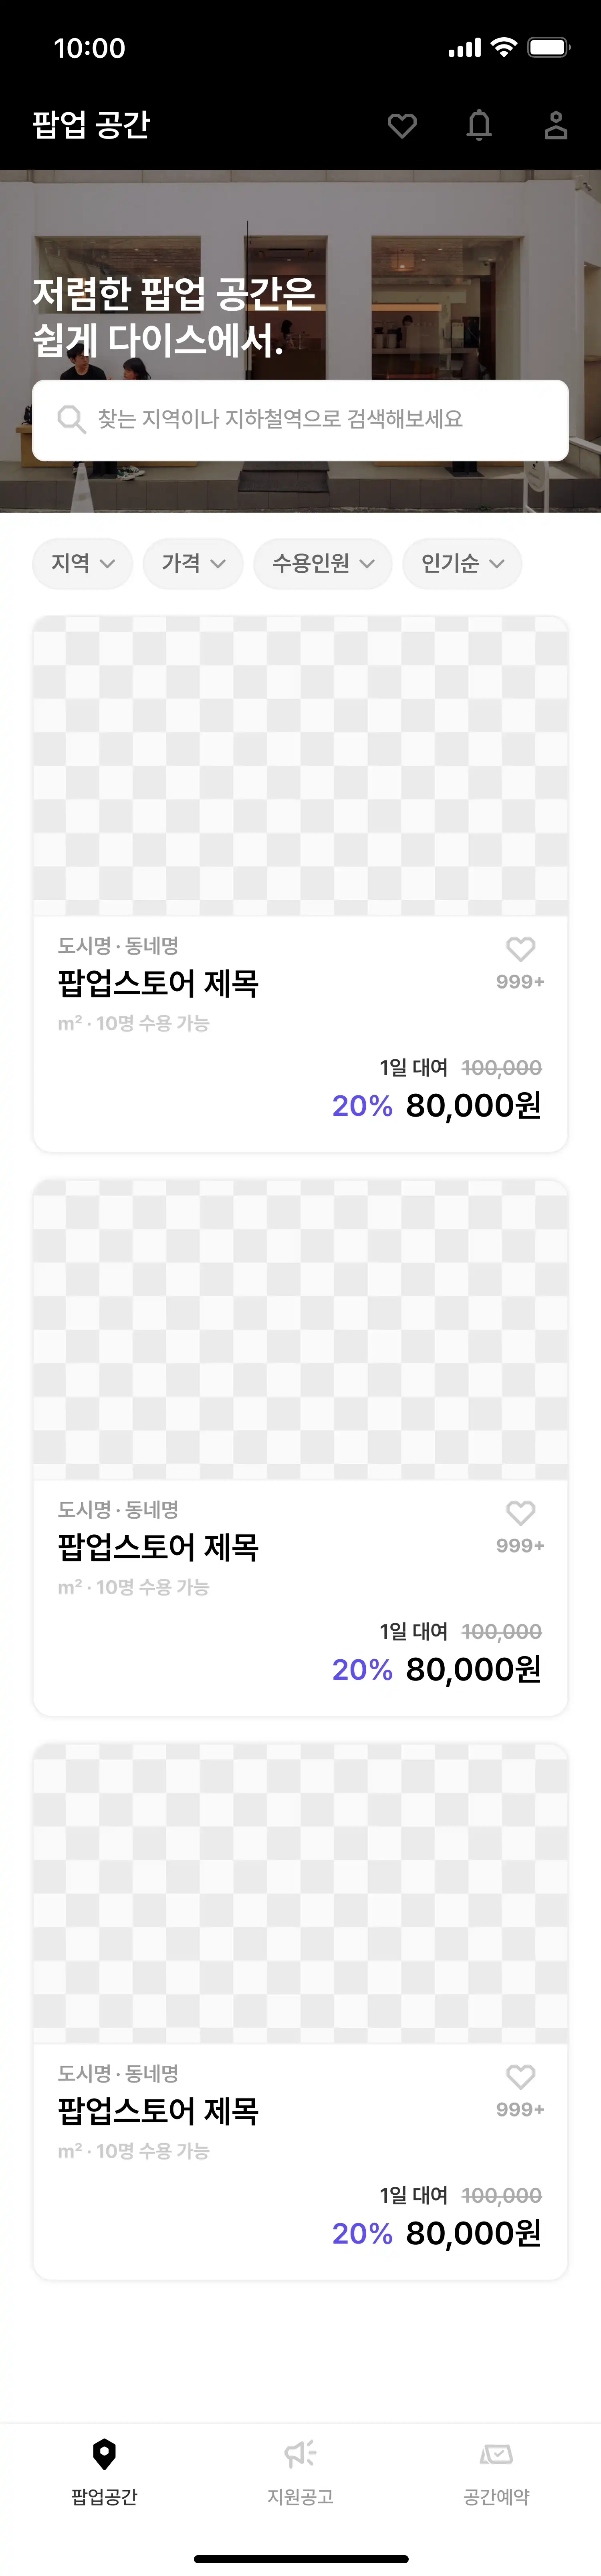 10:00
팝업 공간
저렴한 팝업 공간은
쉽게 다이스에서.
찾는 지역이나 지하철역으로 검색해보세요
지역 가격 수용인원 인기순
도시명 · 동네명
팝업스토어 제목
999+
m² · 10명 수용 가능
1일 대여 100,000
20% 80,000원
도시명 · 동네명
팝업스토어 제목
999+
m² · 10명 수용 가능
1일 대여 100,000
20% 80,000원
도시명 · 동네명
팝업스토어 제목
999+
m² · 10명 수용 가능
1일 대여 100,000
20% 80,000원
팝업공간 지원공고 공간예약